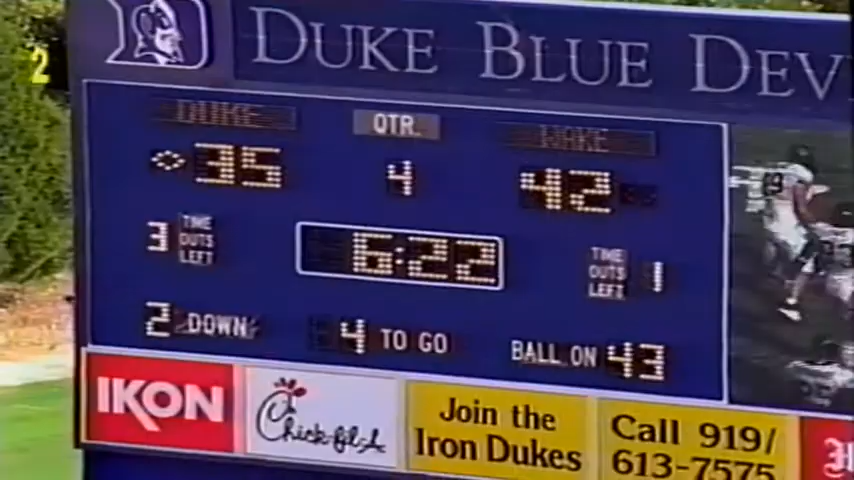 2
DUKE BLUE DEV
DUKE QTR. WAKE
35 4 42
3 TIME OUTS LEFT 6:22 TIME OUTS LEFT 1
2 DOWN 4 TO GO BALL ON 43
IKON
Chick-fil-A
Join the
Iron Dukes
Call 919/
613-7575